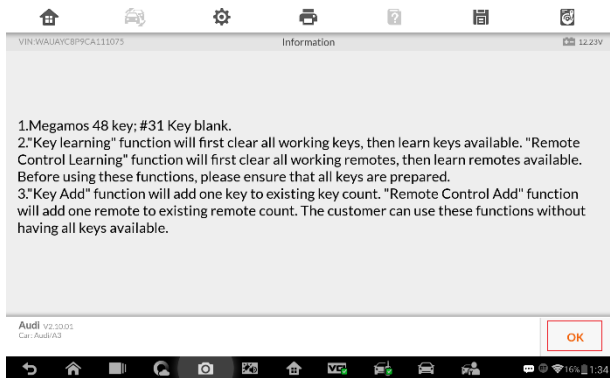 VIN:WAUAYC8P9CA111075
Information
12.23V
1.Megamos 48 key; #31 Key blank.
2."Key learning" function will first clear all working keys, then learn keys available. "Remote
Control Learning" function will first clear all working remotes, then learn remotes available.
Before using these functions, please ensure that all keys are prepared.
3."Key Add" function will add one key to existing key count. "Remote Control Add" function
will add one remote to existing remote count. The customer can use these functions without
having all keys available.
Audi V2.10.01
Car: Audi/A3
OK
16% 1:34